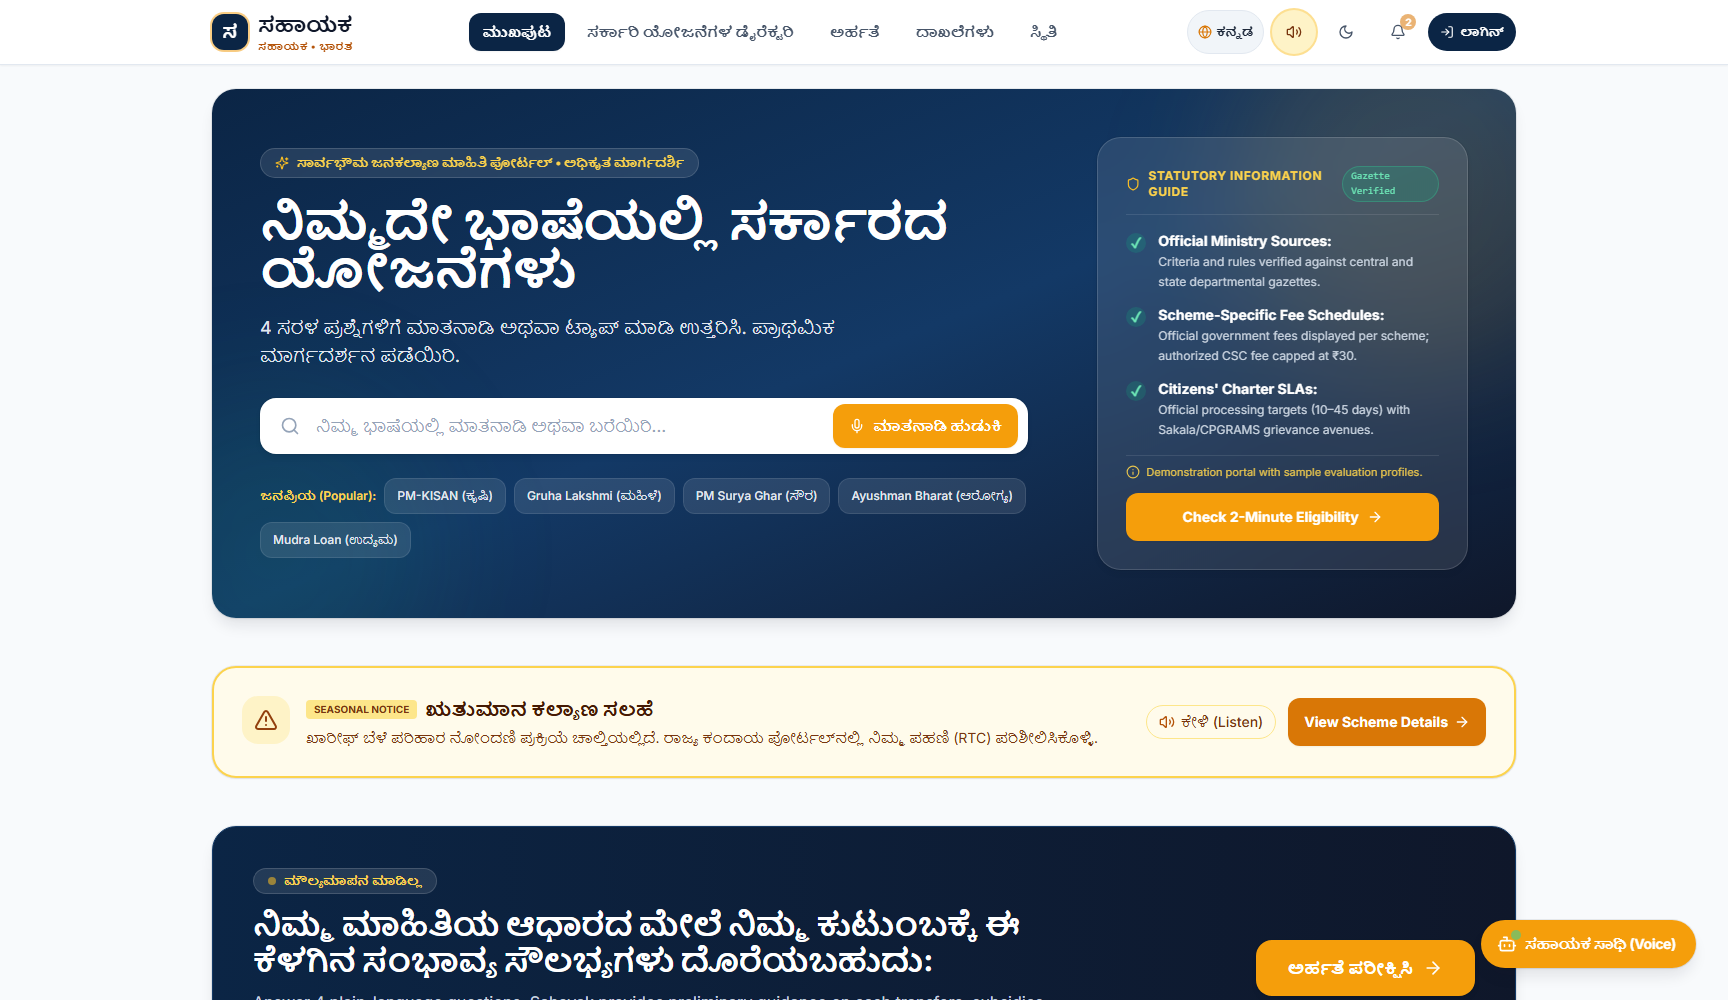 ಸ
ಸಹಾಯಕ
ಸಹಾಯಕ • ಭಾರತ
ಮುಖಪುಟ
ಸರ್ಕಾರಿ ಯೋಜನೆಗಳ ಡೈರೆಕ್ಟರಿ
ಅರ್ಹತೆ
ದಾಖಲೆಗಳು
ಸ್ಥಿತಿ
ಕನ್ನಡ
2
ಲಾಗಿನ್
ಸಾರ್ವಭೌಮ ಜನಕಲ್ಯಾಣ ಮಾಹಿತಿ ಪೋರ್ಟಲ್ • ಅಧಿಕೃತ ಮಾರ್ಗದರ್ಶಿ
ನಿಮ್ಮದೇ ಭಾಷೆಯಲ್ಲಿ ಸರ್ಕಾರದ
ಯೋಜನೆಗಳು
4 ಸರಳ ಪ್ರಶ್ನೆಗಳಿಗೆ ಮಾತನಾಡಿ ಅಥವಾ ಟ್ಯಾಪ್ ಮಾಡಿ ಉತ್ತರಿಸಿ. ಪ್ರಾಥಮಿಕ
ಮಾರ್ಗದರ್ಶನ ಪಡೆಯಿರಿ.
ನಿಮ್ಮ ಭಾಷೆಯಲ್ಲಿ ಮಾತನಾಡಿ ಅಥವಾ ಬರೆಯಿರಿ...
ಮಾತನಾಡಿ ಹುಡುಕಿ
ಜನಪ್ರಿಯ (Popular):
PM-KISAN (ಕೃಷಿ)
Gruha Lakshmi (ಮಹಿಳೆ)
PM Surya Ghar (ಸೌರ)
Ayushman Bharat (ಆರೋಗ್ಯ)
Mudra Loan (ಉದ್ಯಮ)
STATUTORY INFORMATION
GUIDE
Gazette
Verified
Official Ministry Sources:
Criteria and rules verified against central and
state departmental gazettes.
Scheme-Specific Fee Schedules:
Official government fees displayed per scheme;
authorized CSC fee capped at ₹30.
Citizens' Charter SLAs:
Official processing targets (10–45 days) with
Sakala/CPGRAMS grievance avenues.
Demonstration portal with sample evaluation profiles.
Check 2-Minute Eligibility
SEASONAL NOTICE
ಋತುಮಾನ ಕಲ್ಯಾಣ ಸಲಹೆ
ಖಾರೀಫ್ ಬೆಳೆ ಪರಿಹಾರ ನೋಂದಣಿ ಪ್ರಕ್ರಿಯೆ ಚಾಲ್ತಿಯಲ್ಲಿದೆ. ರಾಜ್ಯ ಕಂದಾಯ ಪೋರ್ಟಲ್‌ನಲ್ಲಿ ನಿಮ್ಮ ಪಹಣಿ (RTC) ಪರಿಶೀಲಿಸಿಕೊಳ್ಳಿ.
ಕೇಳಿ (Listen)
View Scheme Details
ಮೌಲ್ಯಮಾಪನ ಮಾಡಿಲ್ಲ
ನಿಮ್ಮ ಮಾಹಿತಿಯ ಆಧಾರದ ಮೇಲೆ ನಿಮ್ಮ ಕುಟುಂಬಕ್ಕೆ ಈ
ಕೆಳಗಿನ ಸಂಭಾವ್ಯ ಸೌಲಭ್ಯಗಳು ದೊರೆಯಬಹುದು:
ಅರ್ಹತೆ ಪರೀಕ್ಷಿಸಿ
ಸಹಾಯಕ ಸಾಥಿ (Voice)